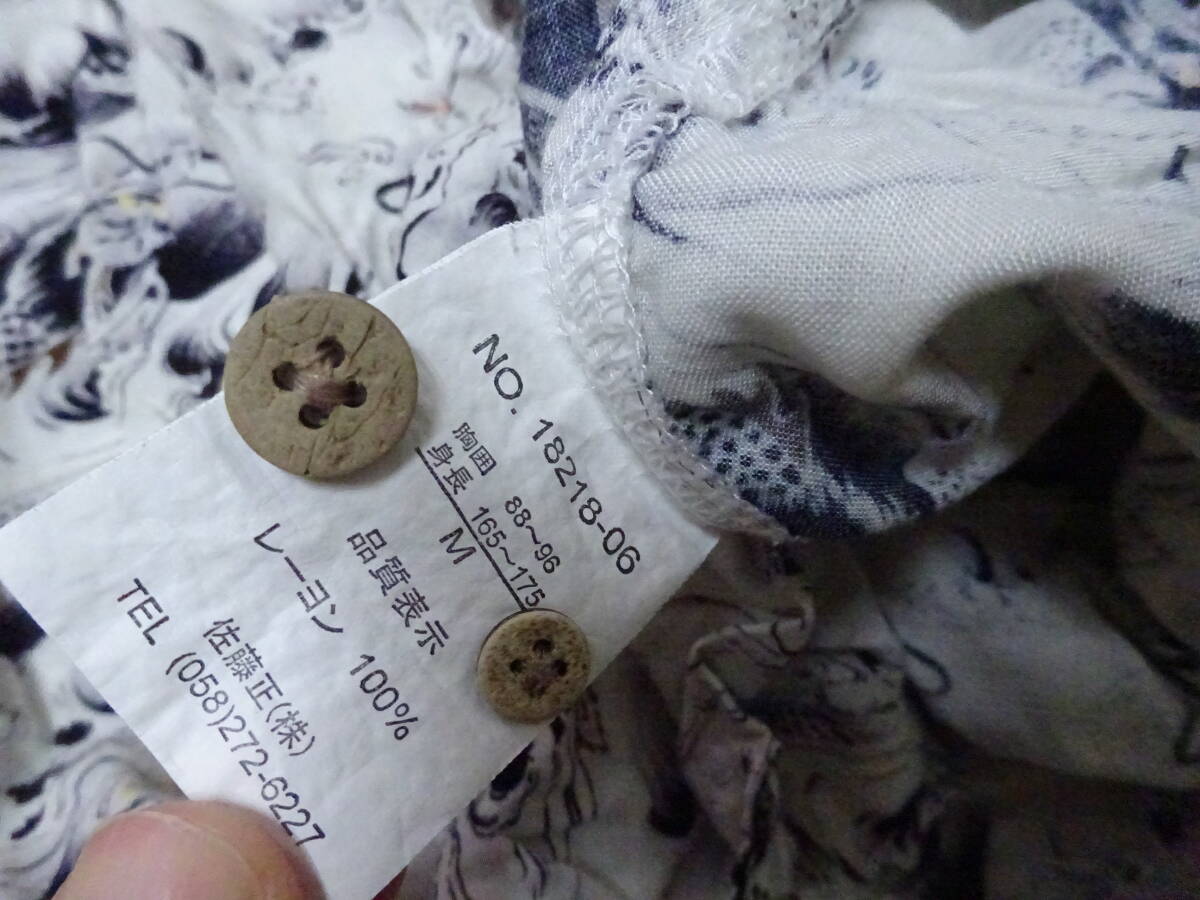 NO. 18218-06
胸囲 88～96
身長 165～175
M
品質表示
レーヨン 100%
佐藤正(株)
TEL (058)272-6227